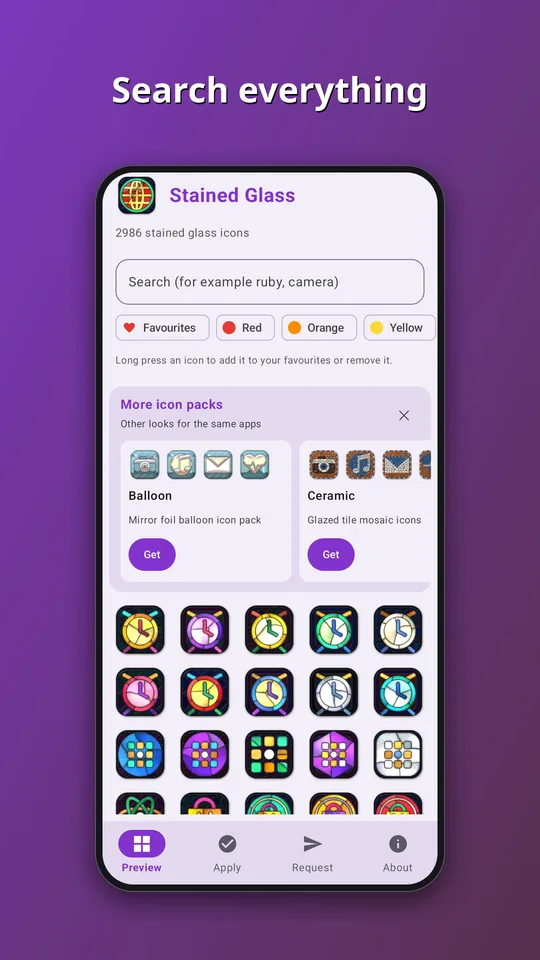 Search everything
Stained Glass
2986 stained glass icons
Search (for example ruby, camera)
Favourites
Red
Orange
Yellow
Long press an icon to add it to your favourites or remove it.
More icon packs
Other looks for the same apps
Balloon
Ceramic
Mirror foil balloon icon pack
Glazed tile mosaic icons
Get
Get
Preview
Apply
Request
About